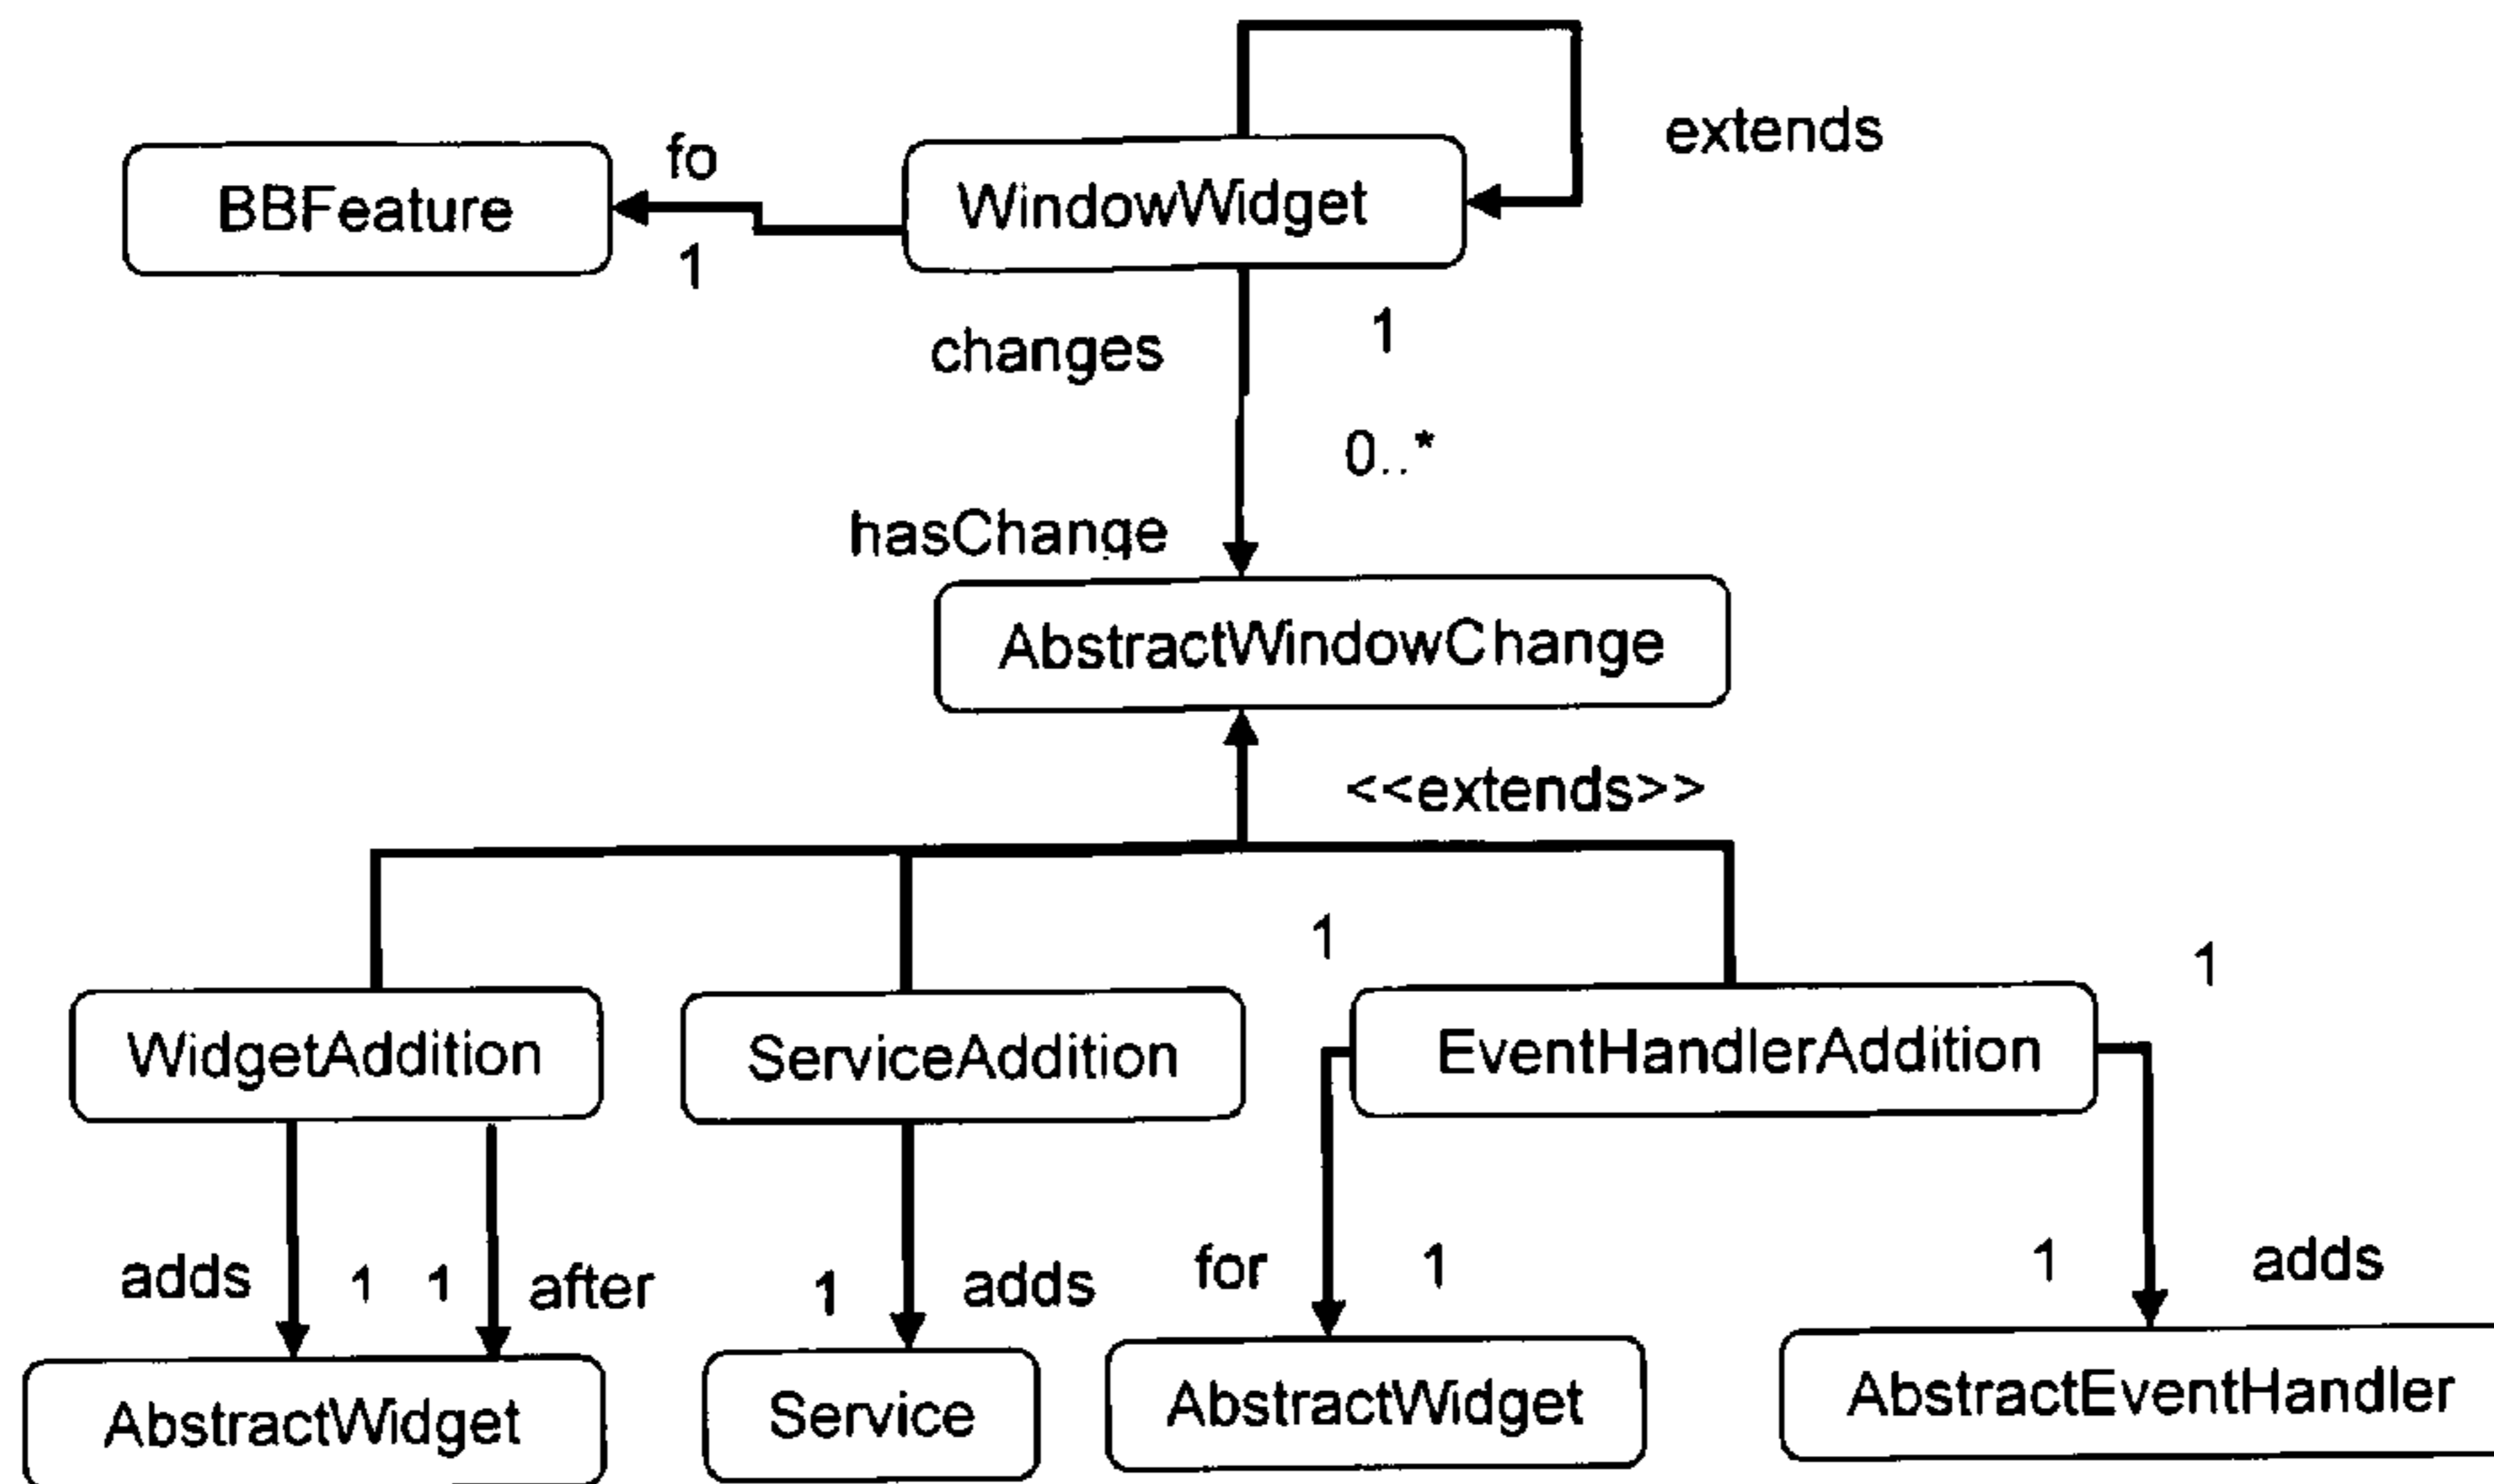 extends
fo
BBFeature
WindowWidget
1
changes
1
0..*
hasChange
AbstractWindowChange
<<extends>>
1
1
WidgetAddition
ServiceAddition
EventHandlerAddition
adds
1
1
after
1
adds
for
1
1
adds
AbstractWidget
Service
AbstractWidget
AbstractEventHandler